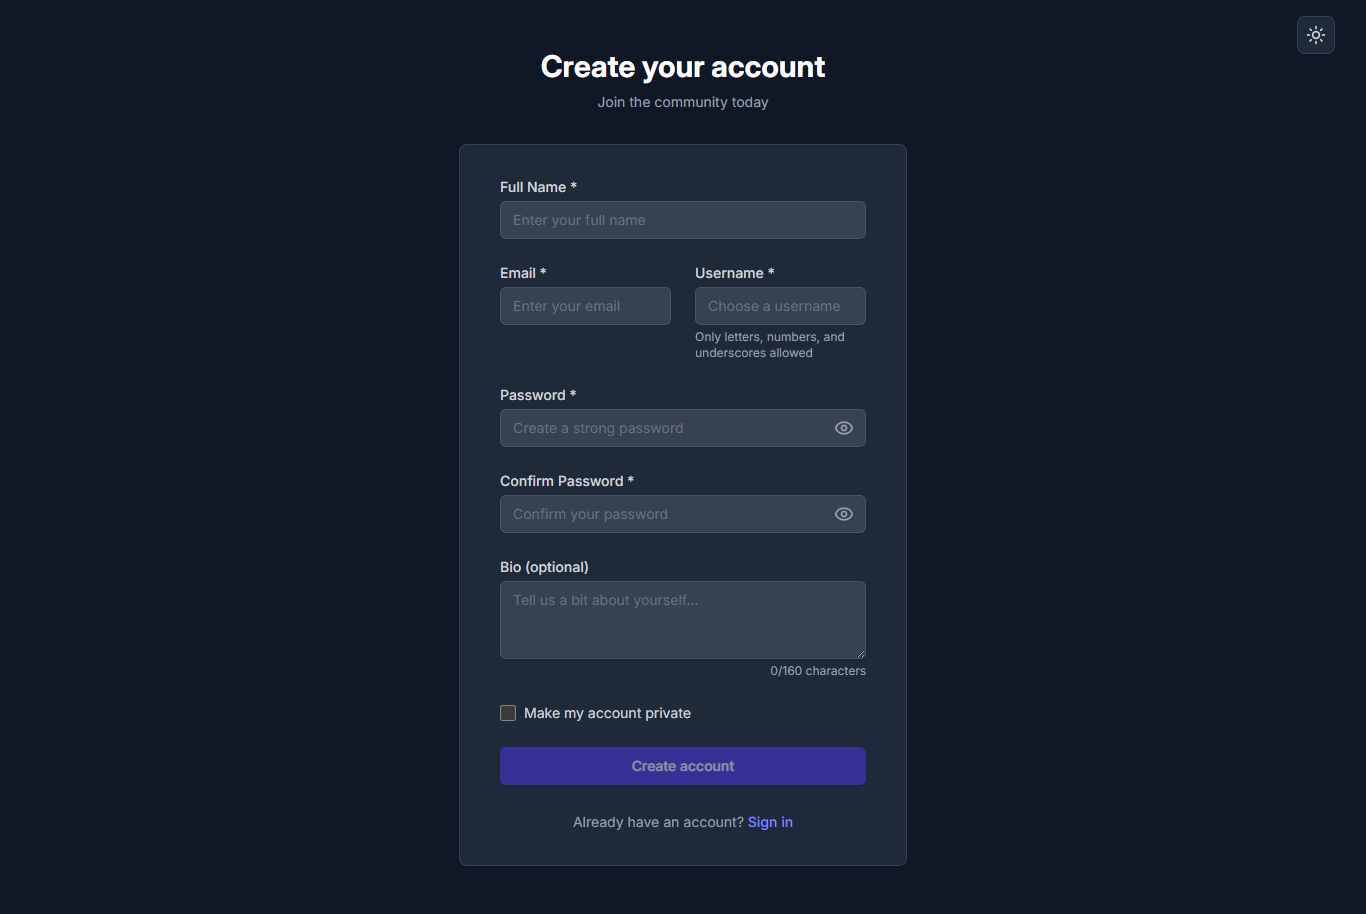 Create your account
Join the community today
Full Name *
Enter your full name
Email *
Username *
Enter your email
Choose a username
Only letters, numbers, and
underscores allowed
Password *
Create a strong password
Confirm Password *
Confirm your password
Bio (optional)
Tell us a bit about yourself...
0/160 characters
Make my account private
Create account
Already have an account? Sign in